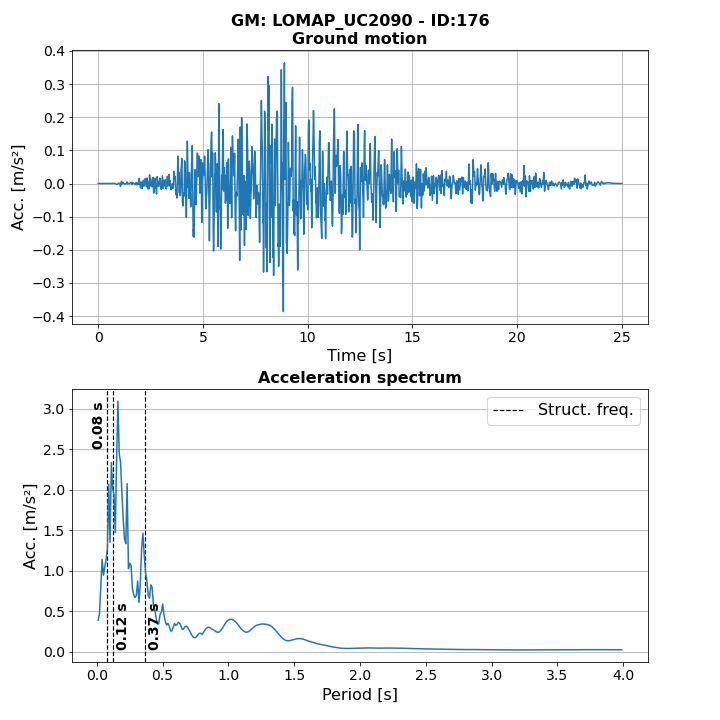 GM: LOMAP_UC2090 - ID:176
Ground motion
0.4
0.3
0.2
0.1
0.0
−0.1
−0.2
−0.3
−0.4
Acc. [m/s²]
0
5
10
15
20
25
Time [s]
Acceleration spectrum
3.0
2.5
2.0
1.5
1.0
0.5
0.0
Acc. [m/s²]
Struct. freq.
0.08 s
0.12 s
0.37 s
0.0
0.5
1.0
1.5
2.0
2.5
3.0
3.5
4.0
Period [s]